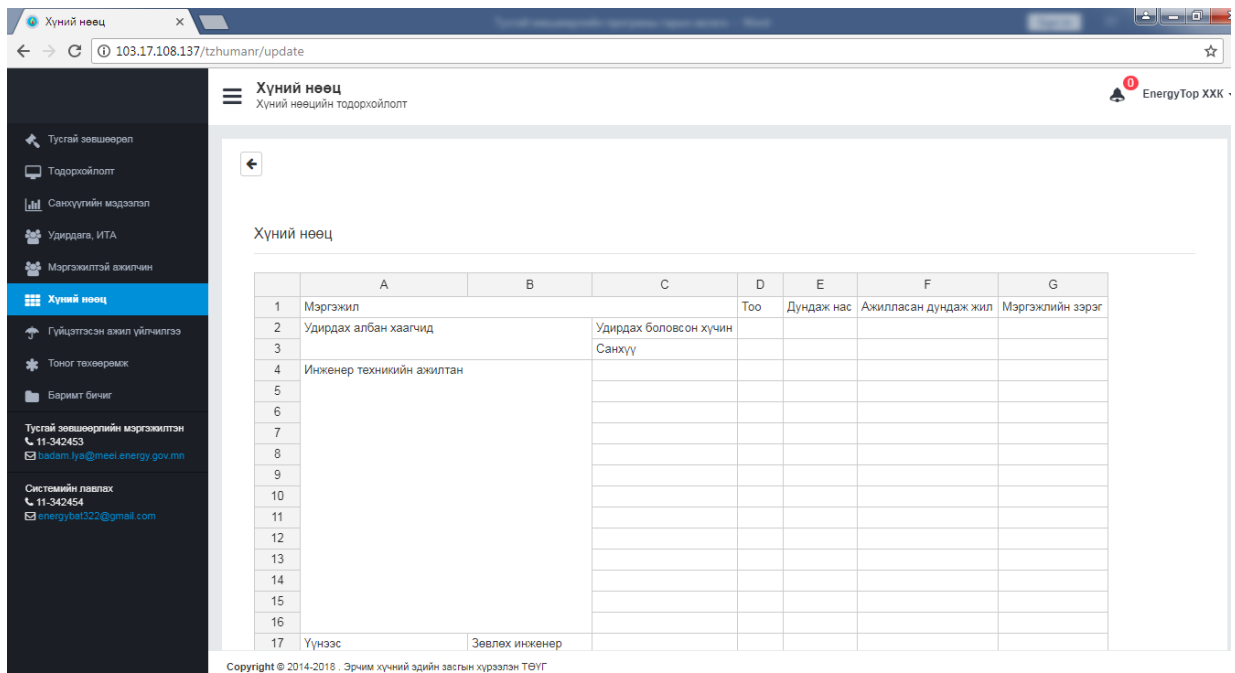 Хүний нөөц
103.17.108.137/tzhumanr/update
Хүний нөөц
Хүний нөөцийн тодорхойлолт
0
EnergyTop ХХК
Тусгай зөвшөөрөл
Тодорхойлолт
Санхүүгийн мэдээлэл
Удирдага, ИТА
Мэргэжилтэй ажилчин
Хүний нөөц
Гүйцэтгэсэн ажил үйлчилгээ
Тоног төхөөрөмж
Баримт бичиг
Тусгай зөвшөөрлийн мэргэжилтэн
11-342453
badam.lya@meei.energy.gov.mn
Системийн лавлах
11-342454
energybat322@gmail.com
Хүний нөөц
A B C D E F G
1 Мэргэжил Тоо Дундаж нас Ажилласан дундаж жил Мэргэжлийн зэрэг
2 Удирдах албан хаагчид Удирдах боловсон хүчин
3 Санхүү
4 Инженер техникийн ажилтан
5
6
7
8
9
10
11
12
13
14
15
16
17 Үүнээс Зөвлөх инженер
Copyright © 2014-2018 . Эрчим хүчний эдийн засгын хүрээлэн ТӨҮГ